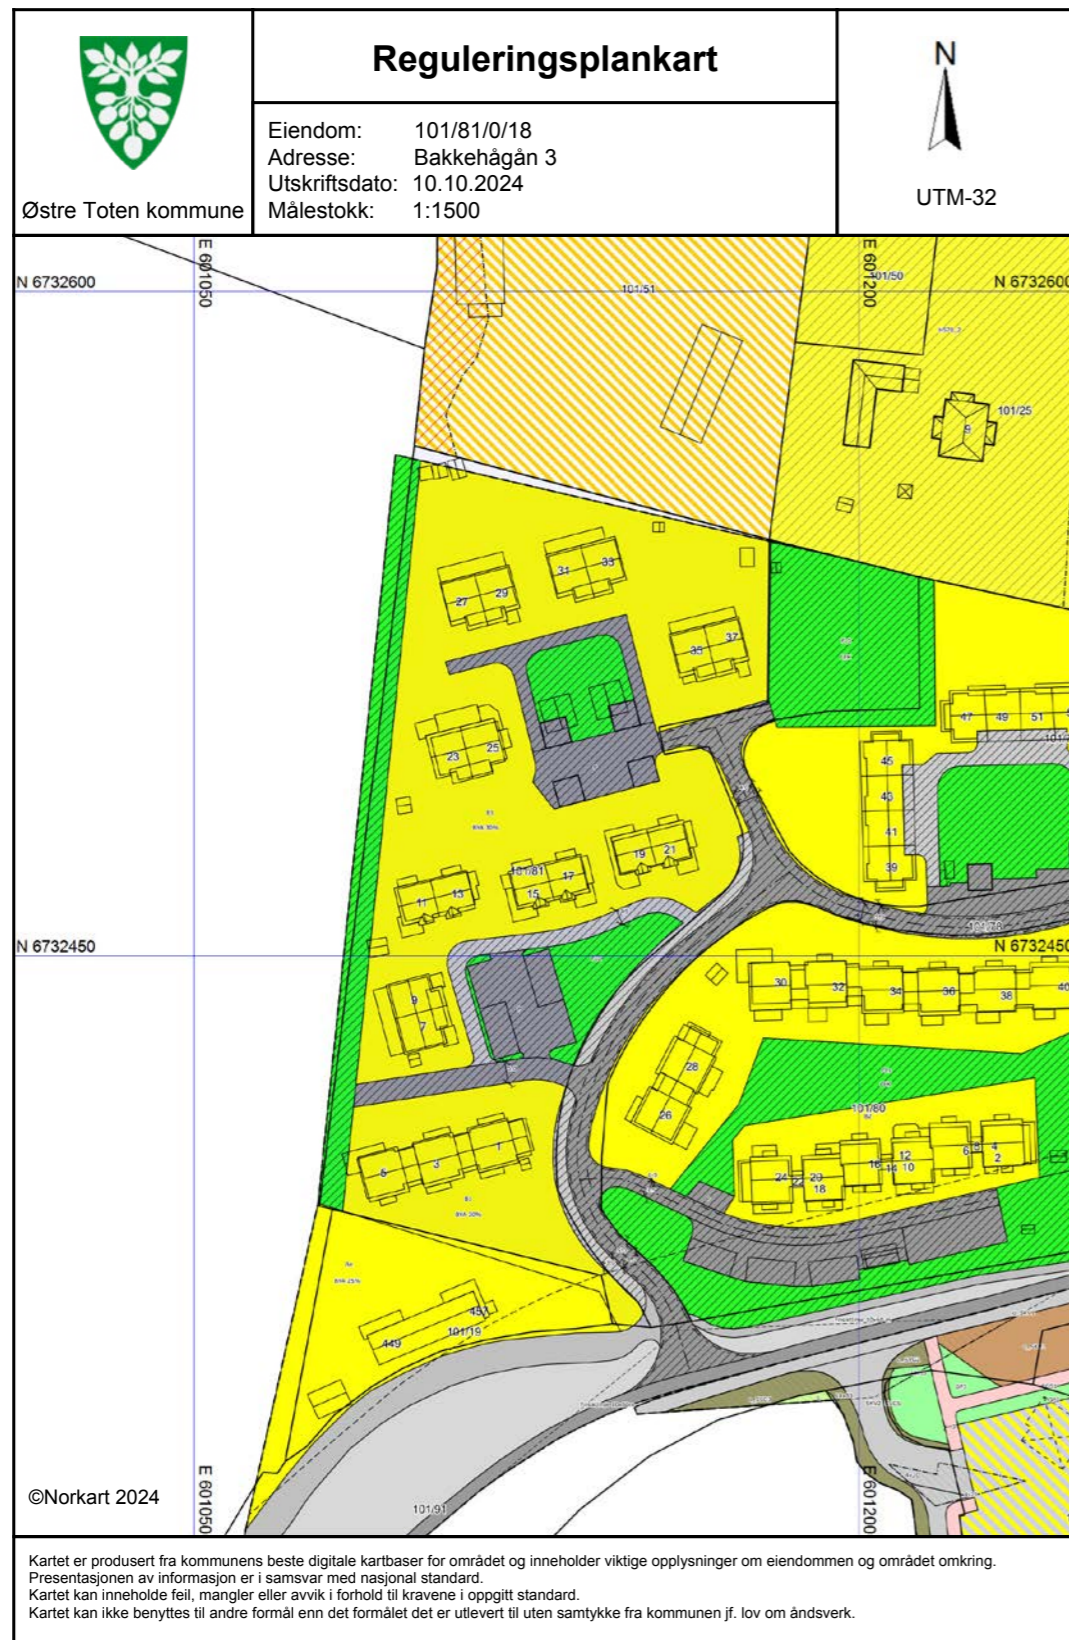 Reguleringsplankart
Eiendom: 101/81/0/18
Adresse: Bakkehågån 3
Utskriftsdato: 10.10.2024
Målestokk: 1:1500
Østre Toten kommune
N
UTM-32
E 601050
E 601200
N 6732600
N 6732600
101/51
101/50
101/25
9
31
33
27
29
37
35
23
25
47
49
51
45
43
41
39
19
21
101/81
17
15
13
11
101/78
N 6732450
N 6732450
9
7
30
32
34
36
38
40
28
26
101/80
1
3
5
24
22
20
18
16
14
12
10
6
8
4
2
457
449
101/19
101/91
E 601050
E 601200
©Norkart 2024
Kartet er produsert fra kommunens beste digitale kartbaser for området og inneholder viktige opplysninger om eiendommen og området omkring.
Presentasjonen av informasjon er i samsvar med nasjonal standard.
Kartet kan inneholde feil, mangler eller avvik i forhold til kravene i oppgitt standard.
Kartet kan ikke benyttes til andre formål enn det formålet det er utlevert til uten samtykke fra kommunen jf. lov om åndsverk.